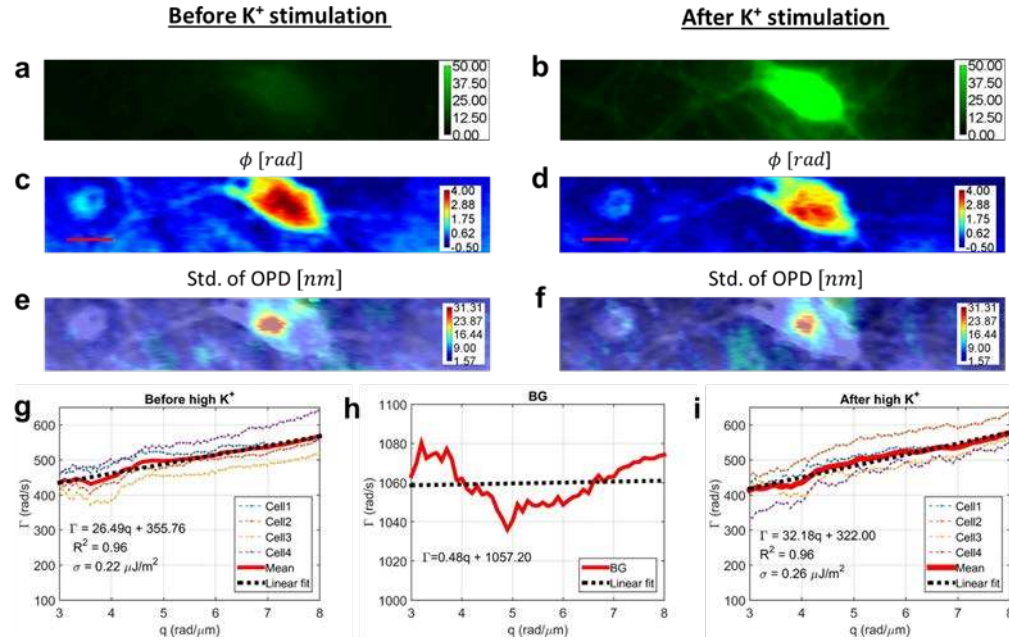 Before K⁺ stimulation After K⁺ stimulation
a b
50.00 50.00
37.50 37.50
25.00 25.00
12.50 12.50
0.00 0.00
ϕ [rad] ϕ [rad]
c d
4.00 4.00
2.88 2.88
1.75 1.75
0.62 0.62
-0.50 -0.50
Std. of OPD [nm] Std. of OPD [nm]
e f
31.31 31.31
23.87 23.87
16.44 16.44
9.00 9.00
1.57 1.57
g
Before high K⁺
600
500
400
300
200
100
Γ (rad/s)
Γ = 26.49q + 355.76
R² = 0.96
σ = 0.22 μJ/m²
Cell1
Cell2
Cell3
Cell4
Mean
Linear fit
3 4 5 6 7 8
q (rad/μm)
h
BG
1100
1080
1060
1040
1020
1000
Γ (rad/s)
Γ=0.48q + 1057.20
BG
Linear fit
3 4 5 6 7 8
q (rad/μm)
i
After high K⁺
600
500
400
300
200
100
Γ (rad/s)
Γ = 32.18q + 322.00
R² = 0.96
σ = 0.26 μJ/m²
Cell1
Cell2
Cell3
Cell4
Mean
Linear fit
3 4 5 6 7 8
q (rad/μm)